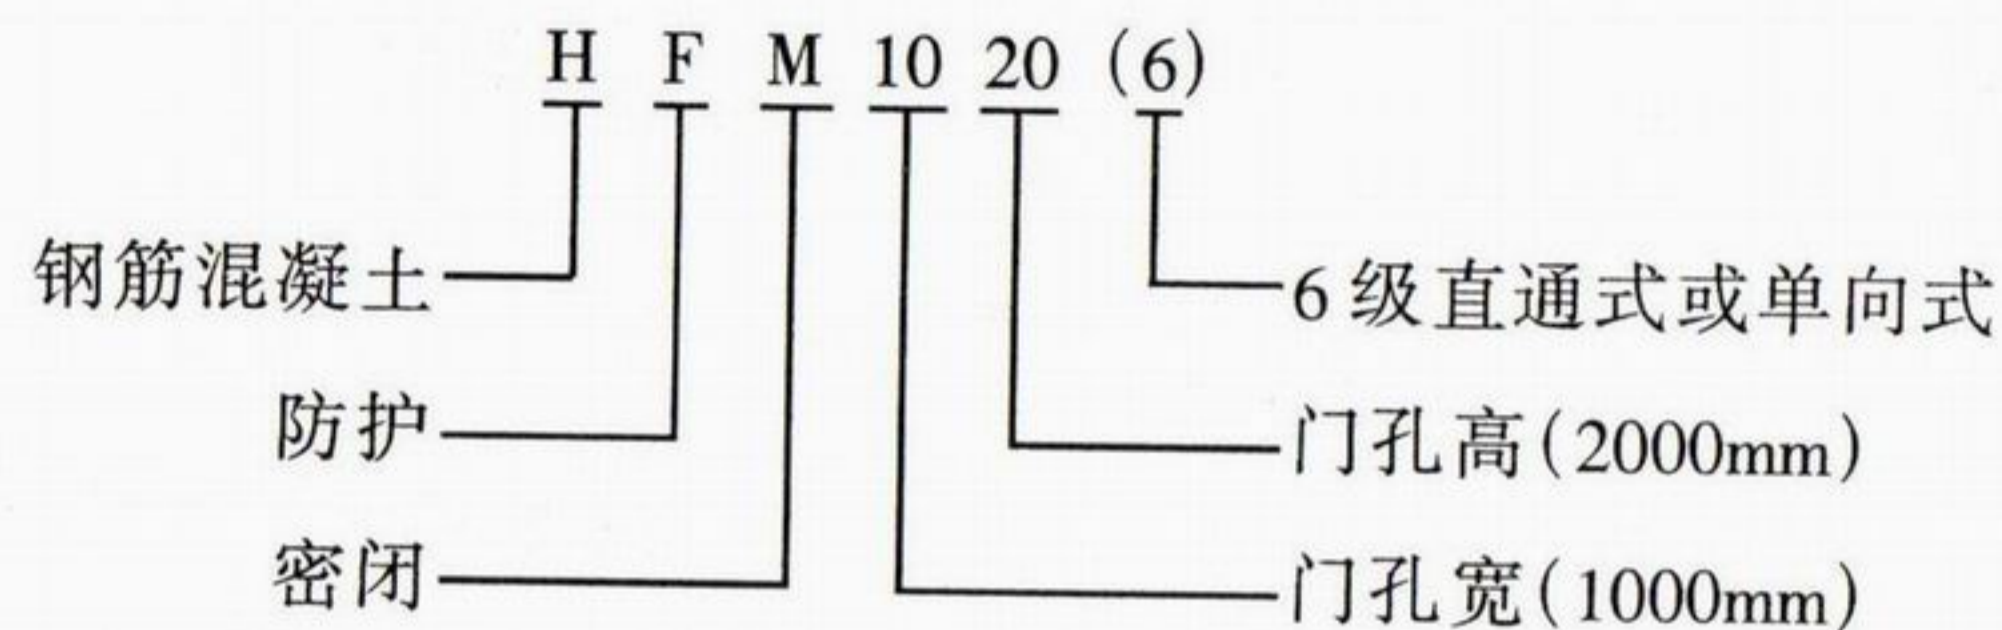 H F M 10 20 (6)
钢筋混凝土
6级直通式或单向式
防护
门孔高(2000mm)
密闭
门孔宽(1000mm)